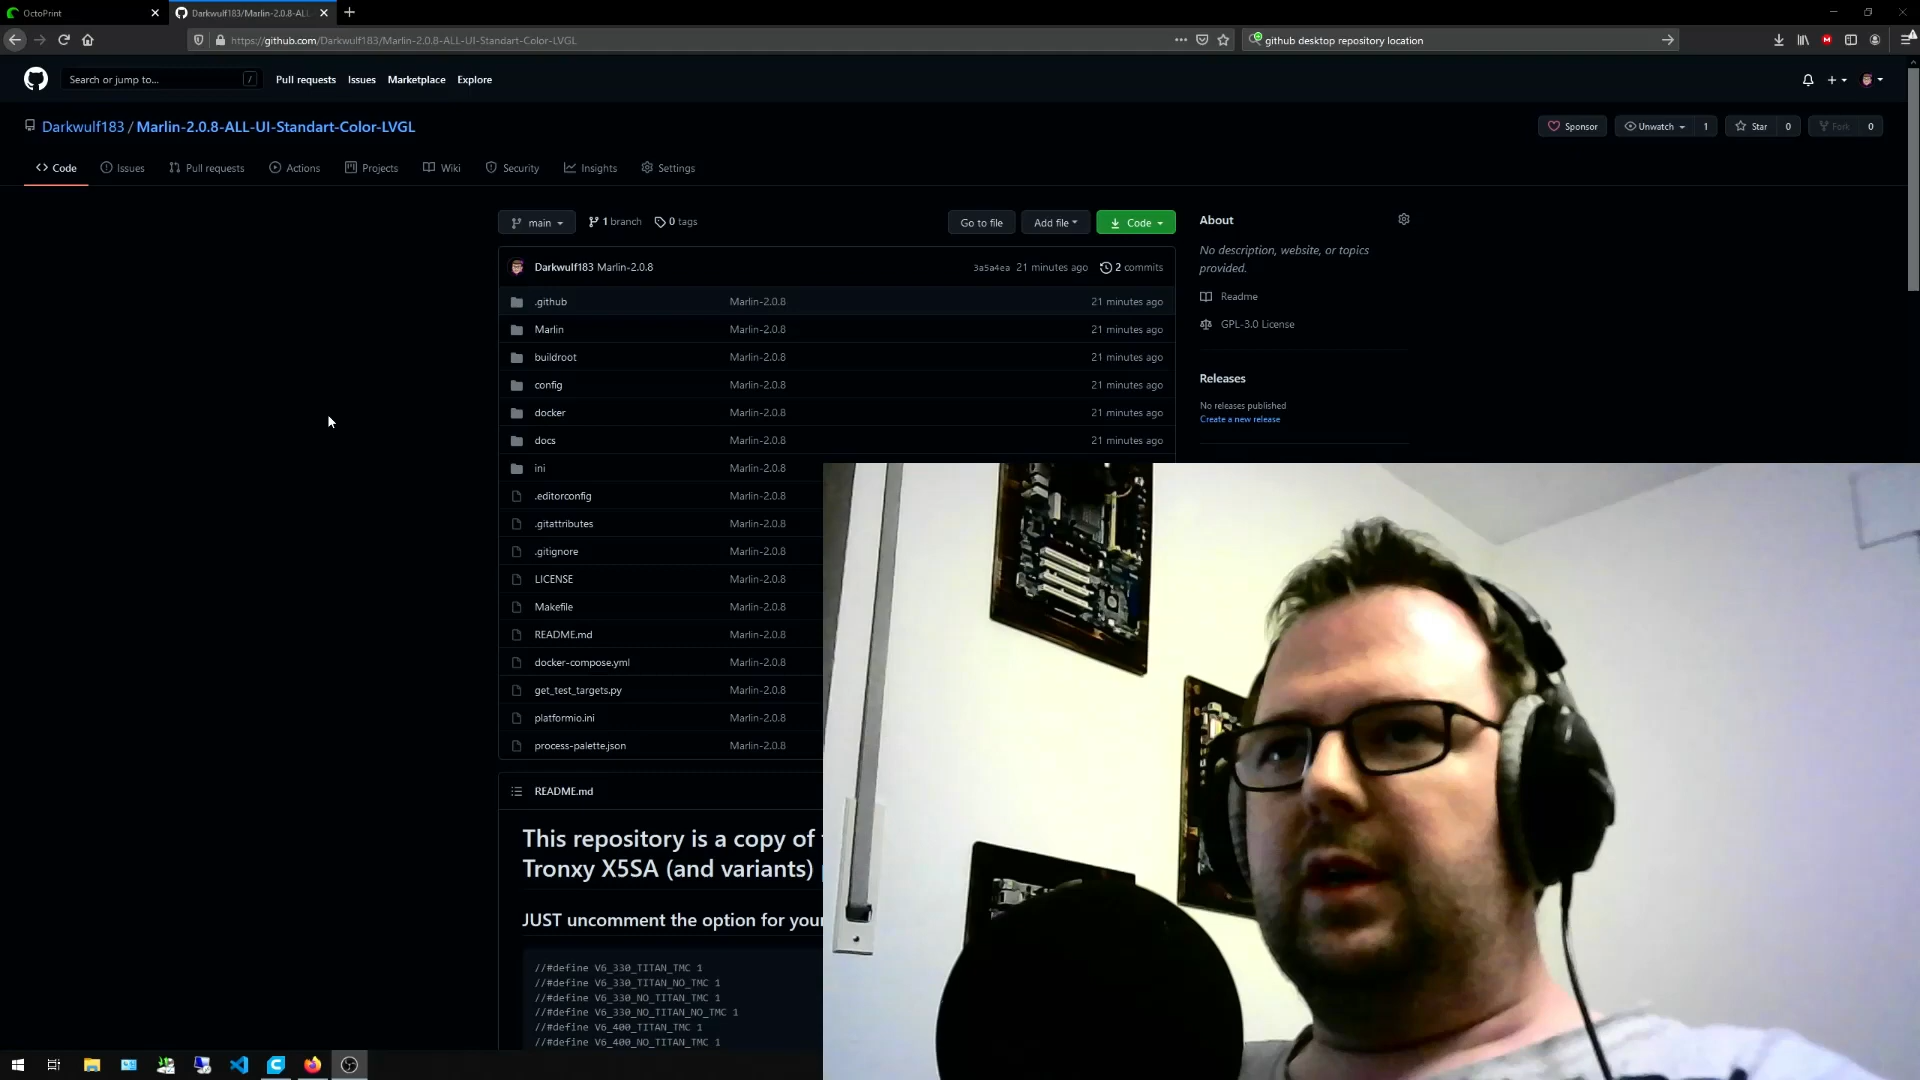 OctoPrint
Darkwulf183/Marlin-2.0.8-ALL
https://github.com/Darkwulf183/Marlin-2.0.8-ALL-UI-Standart-Color-LVGL
github desktop repository location
Search or jump to...
/
Pull requests
Issues
Marketplace
Explore
Darkwulf183 / Marlin-2.0.8-ALL-UI-Standart-Color-LVGL
Sponsor
Unwatch
1
Star
0
Fork
0
Code
Issues
Pull requests
Actions
Projects
Wiki
Security
Insights
Settings
main
1 branch
0 tags
Go to file
Add file
Code
About
No description, website, or topics
provided.
Readme
GPL-3.0 License
Releases
No releases published
Create a new release
Darkwulf183 Marlin-2.0.8
3a5a4ea 21 minutes ago
2 commits
.github Marlin-2.0.8 21 minutes ago
Marlin Marlin-2.0.8 21 minutes ago
buildroot Marlin-2.0.8 21 minutes ago
config Marlin-2.0.8 21 minutes ago
docker Marlin-2.0.8 21 minutes ago
docs Marlin-2.0.8 21 minutes ago
ini Marlin-2.0.8
.editorconfig Marlin-2.0.8
.gitattributes Marlin-2.0.8
.gitignore Marlin-2.0.8
LICENSE Marlin-2.0.8
Makefile Marlin-2.0.8
README.md Marlin-2.0.8
docker-compose.yml Marlin-2.0.8
get_test_targets.py Marlin-2.0.8
platformio.ini Marlin-2.0.8
process-palette.json Marlin-2.0.8
README.md
This repository is a copy of
Tronxy X5SA (and variants)
JUST uncomment the option for your
//#define V6_330_TITAN_TMC 1
//#define V6_330_TITAN_NO_TMC 1
//#define V6_330_NO_TITAN_TMC 1
//#define V6_330_NO_TITAN_NO_TMC 1
//#define V6_400_TITAN_TMC 1
//#define V6_400_NO_TITAN_TMC 1